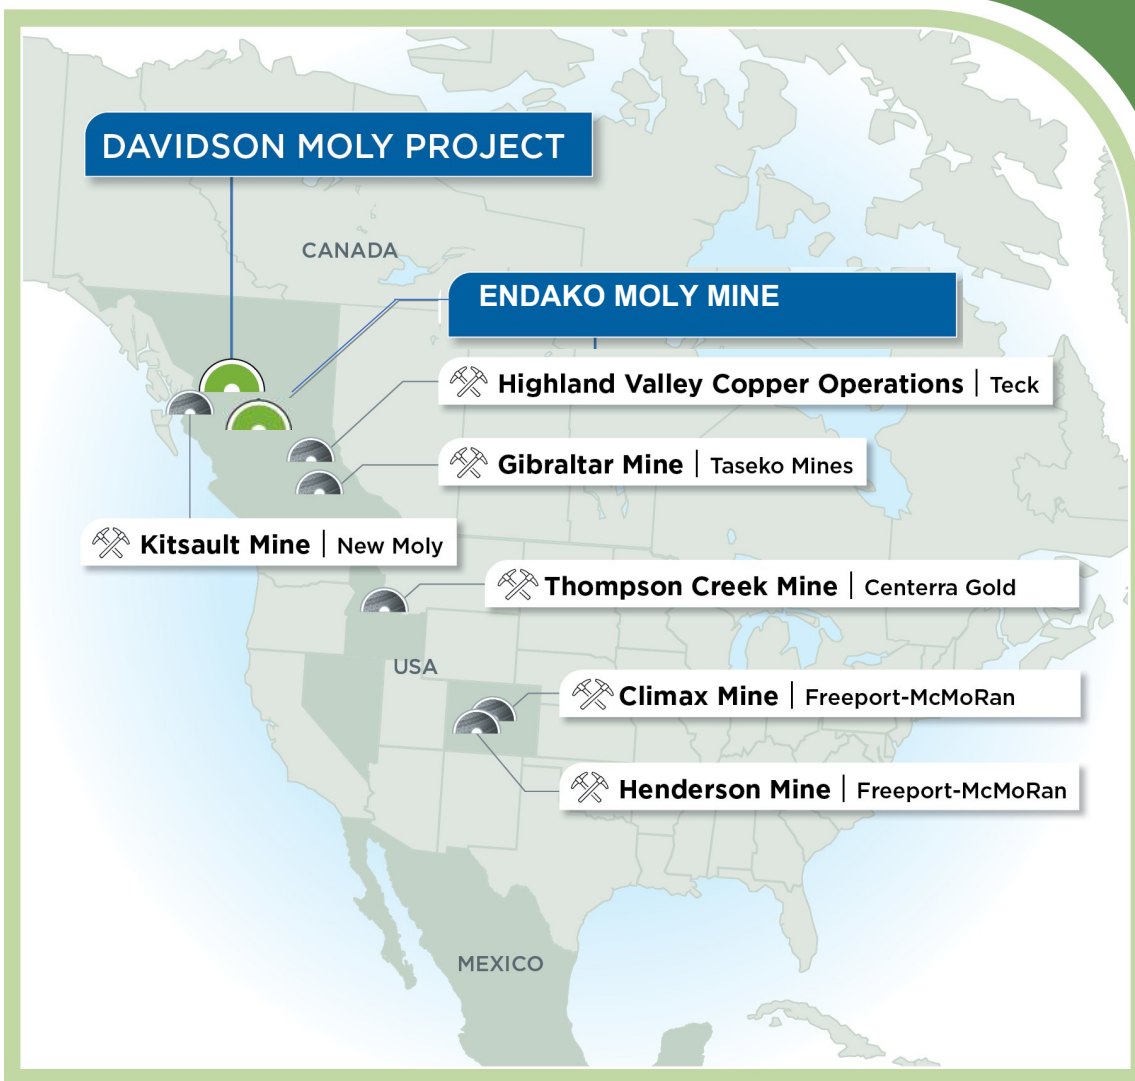 DAVIDSON MOLY PROJECT
CANADA
ENDAKO MOLY MINE
Highland Valley Copper Operations | Teck
Gibraltar Mine | Taseko Mines
Kitsault Mine | New Moly
Thompson Creek Mine | Centerra Gold
USA
Climax Mine | Freeport-McMoRan
Henderson Mine | Freeport-McMoRan
MEXICO